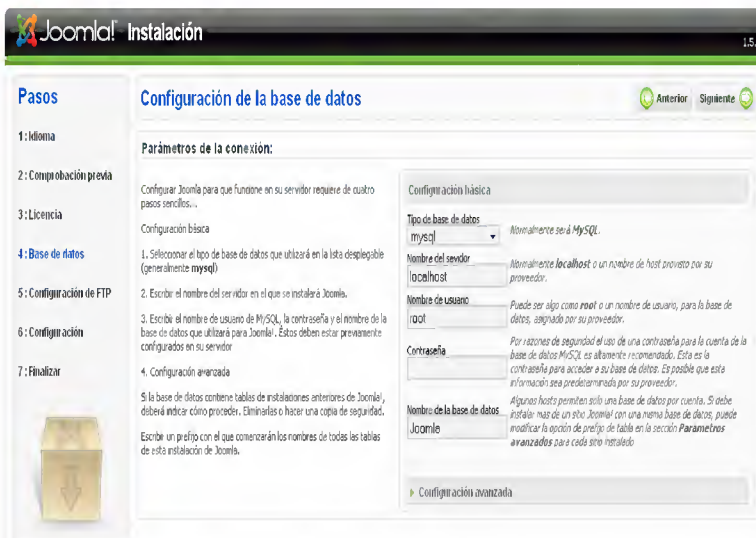 Joomla! Instalación
1.5.
Pasos
1 : Idioma
2 : Comprobación previa
3 : Licencia
4 : Base de datos
5 : Configuración de FTP
6 : Configuración
7 : Finalizar
Configuración de la base de datos
Anterior Siguiente
Parámetros de la conexión:
Configurar Joomla para que funcione en su servidor requiere de cuatro
pasos sencillos...
Configuración básica
1. Seleccionar el tipo de base de datos que utilizará en la lista desplegable
(generalmente mysql)
2. Escribir el nombre del servidor en el que se instalará Joomla.
3. Escribir el nombre de usuario de MySQL, la contraseña y el nombre de la
base de datos que utilizará para Joomla!. Éstos deben estar previamente
configurados en su servidor
4. Configuración avanzada
Si la base de datos contiene tablas de instalaciones anteriores de Joomla!,
deberá indicar cómo proceder. Eliminarlas o hacer una copia de seguridad.
Escribir un prefijo con el que comenzarán los nombres de todas las tablas
de esta instalación de Joomla.
Configuración básica
Tipo de base de datos
mysql
Normalmente será MySQL.
Nombre del servidor
localhost
Normalmente localhost o un nombre de host provisto por su
proveedor.
Nombre de usuario
root
Puede ser algo como root o un nombre de usuario, para la base de
datos, asignado por su proveedor.
Contraseña
Por razones de seguridad el uso de una contraseña para la cuenta de la
base de datos MySQL es altamente recomendado. Esta es la
contraseña para acceder a su base de datos. Es posible que esta
información sea predeterminada por su proveedor.
Nombre de la base de datos
Joomle
Algunos hosts permiten solo una base de datos por cuenta. Si debe
instalar mas de un sitio Joomla! con una mema base de datos, puede
modificar la opción de prefijo de tabla en la sección Parámetros
avanzados para cada sitio instalado
Configuración avanzada